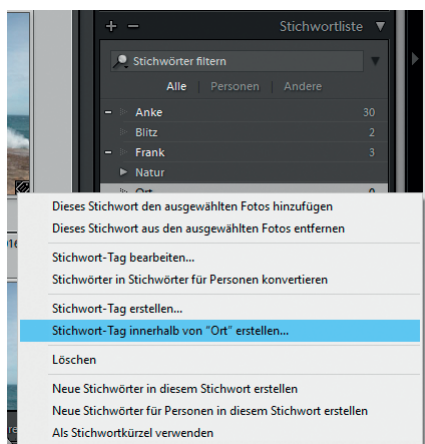 + − Stichwortliste
Stichwörter filtern
Alle | Personen | Andere
Anke 30
Blitz 2
Frank 3
Natur
Ort 0
Dieses Stichwort den ausgewählten Fotos hinzufügen
Dieses Stichwort aus den ausgewählten Fotos entfernen
Stichwort-Tag bearbeiten...
Stichwörter in Stichwörter für Personen konvertieren
Stichwort-Tag erstellen...
Stichwort-Tag innerhalb von "Ort" erstellen...
Löschen
Neue Stichwörter in diesem Stichwort erstellen
Neue Stichwörter für Personen in diesem Stichwort erstellen
Als Stichwortkürzel verwenden